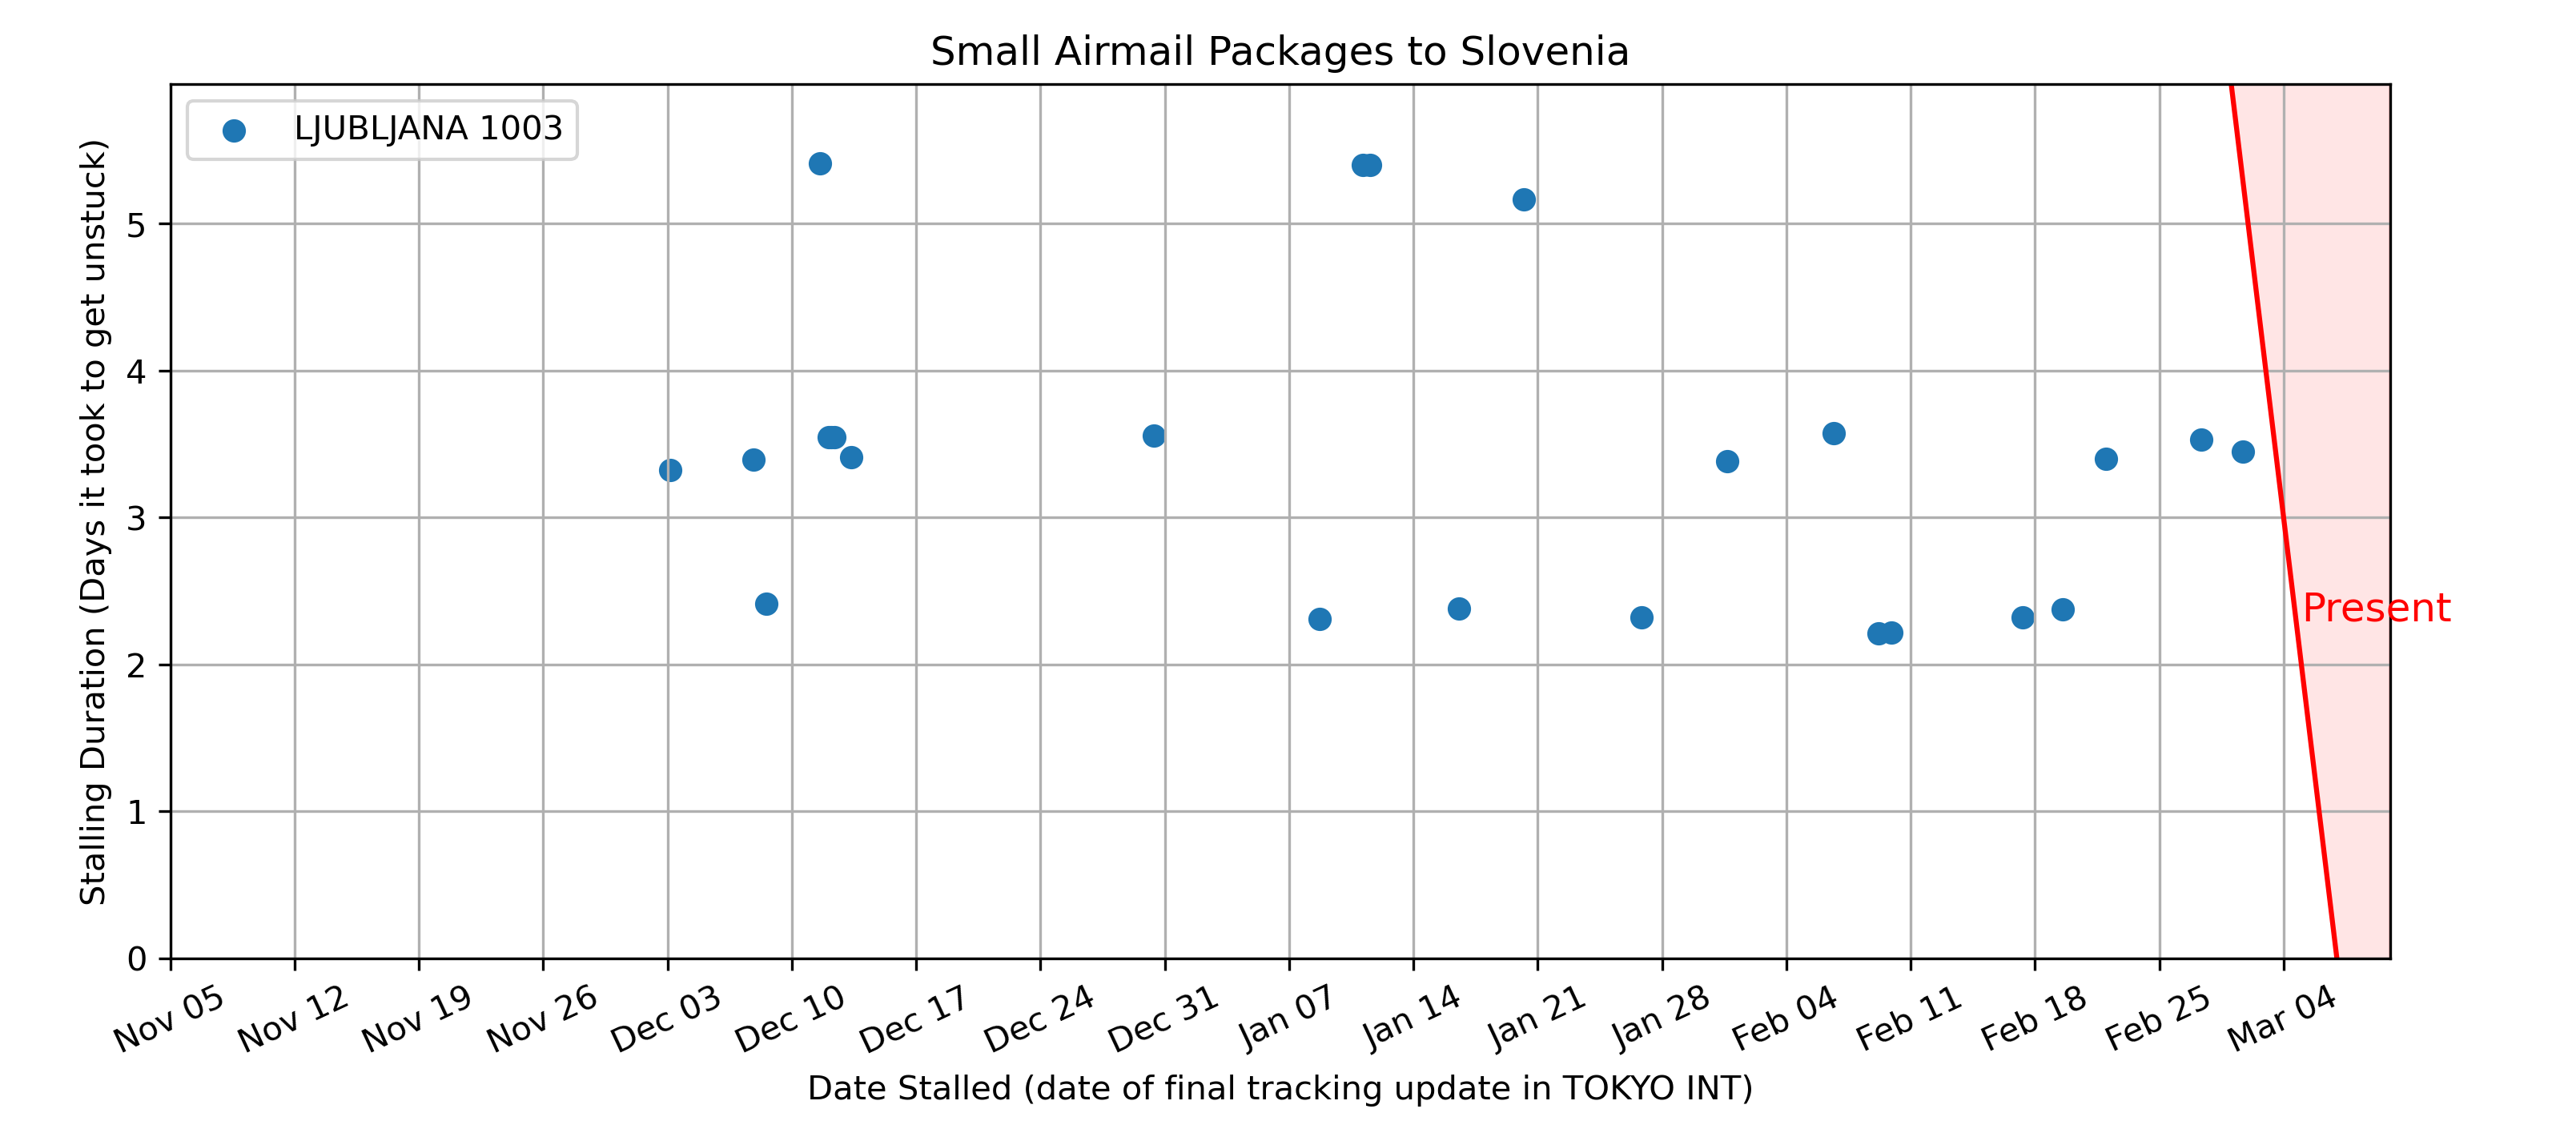 Small Airmail Packages to Slovenia
LJUBLJANA 1003
Stalling Duration (Days it took to get unstuck)
5
4
3
2
1
0
Present
Nov 05
Nov 12
Nov 19
Nov 26
Dec 03
Dec 10
Dec 17
Dec 24
Dec 31
Jan 07
Jan 14
Jan 21
Jan 28
Feb 04
Feb 11
Feb 18
Feb 25
Mar 04
Date Stalled (date of final tracking update in TOKYO INT)